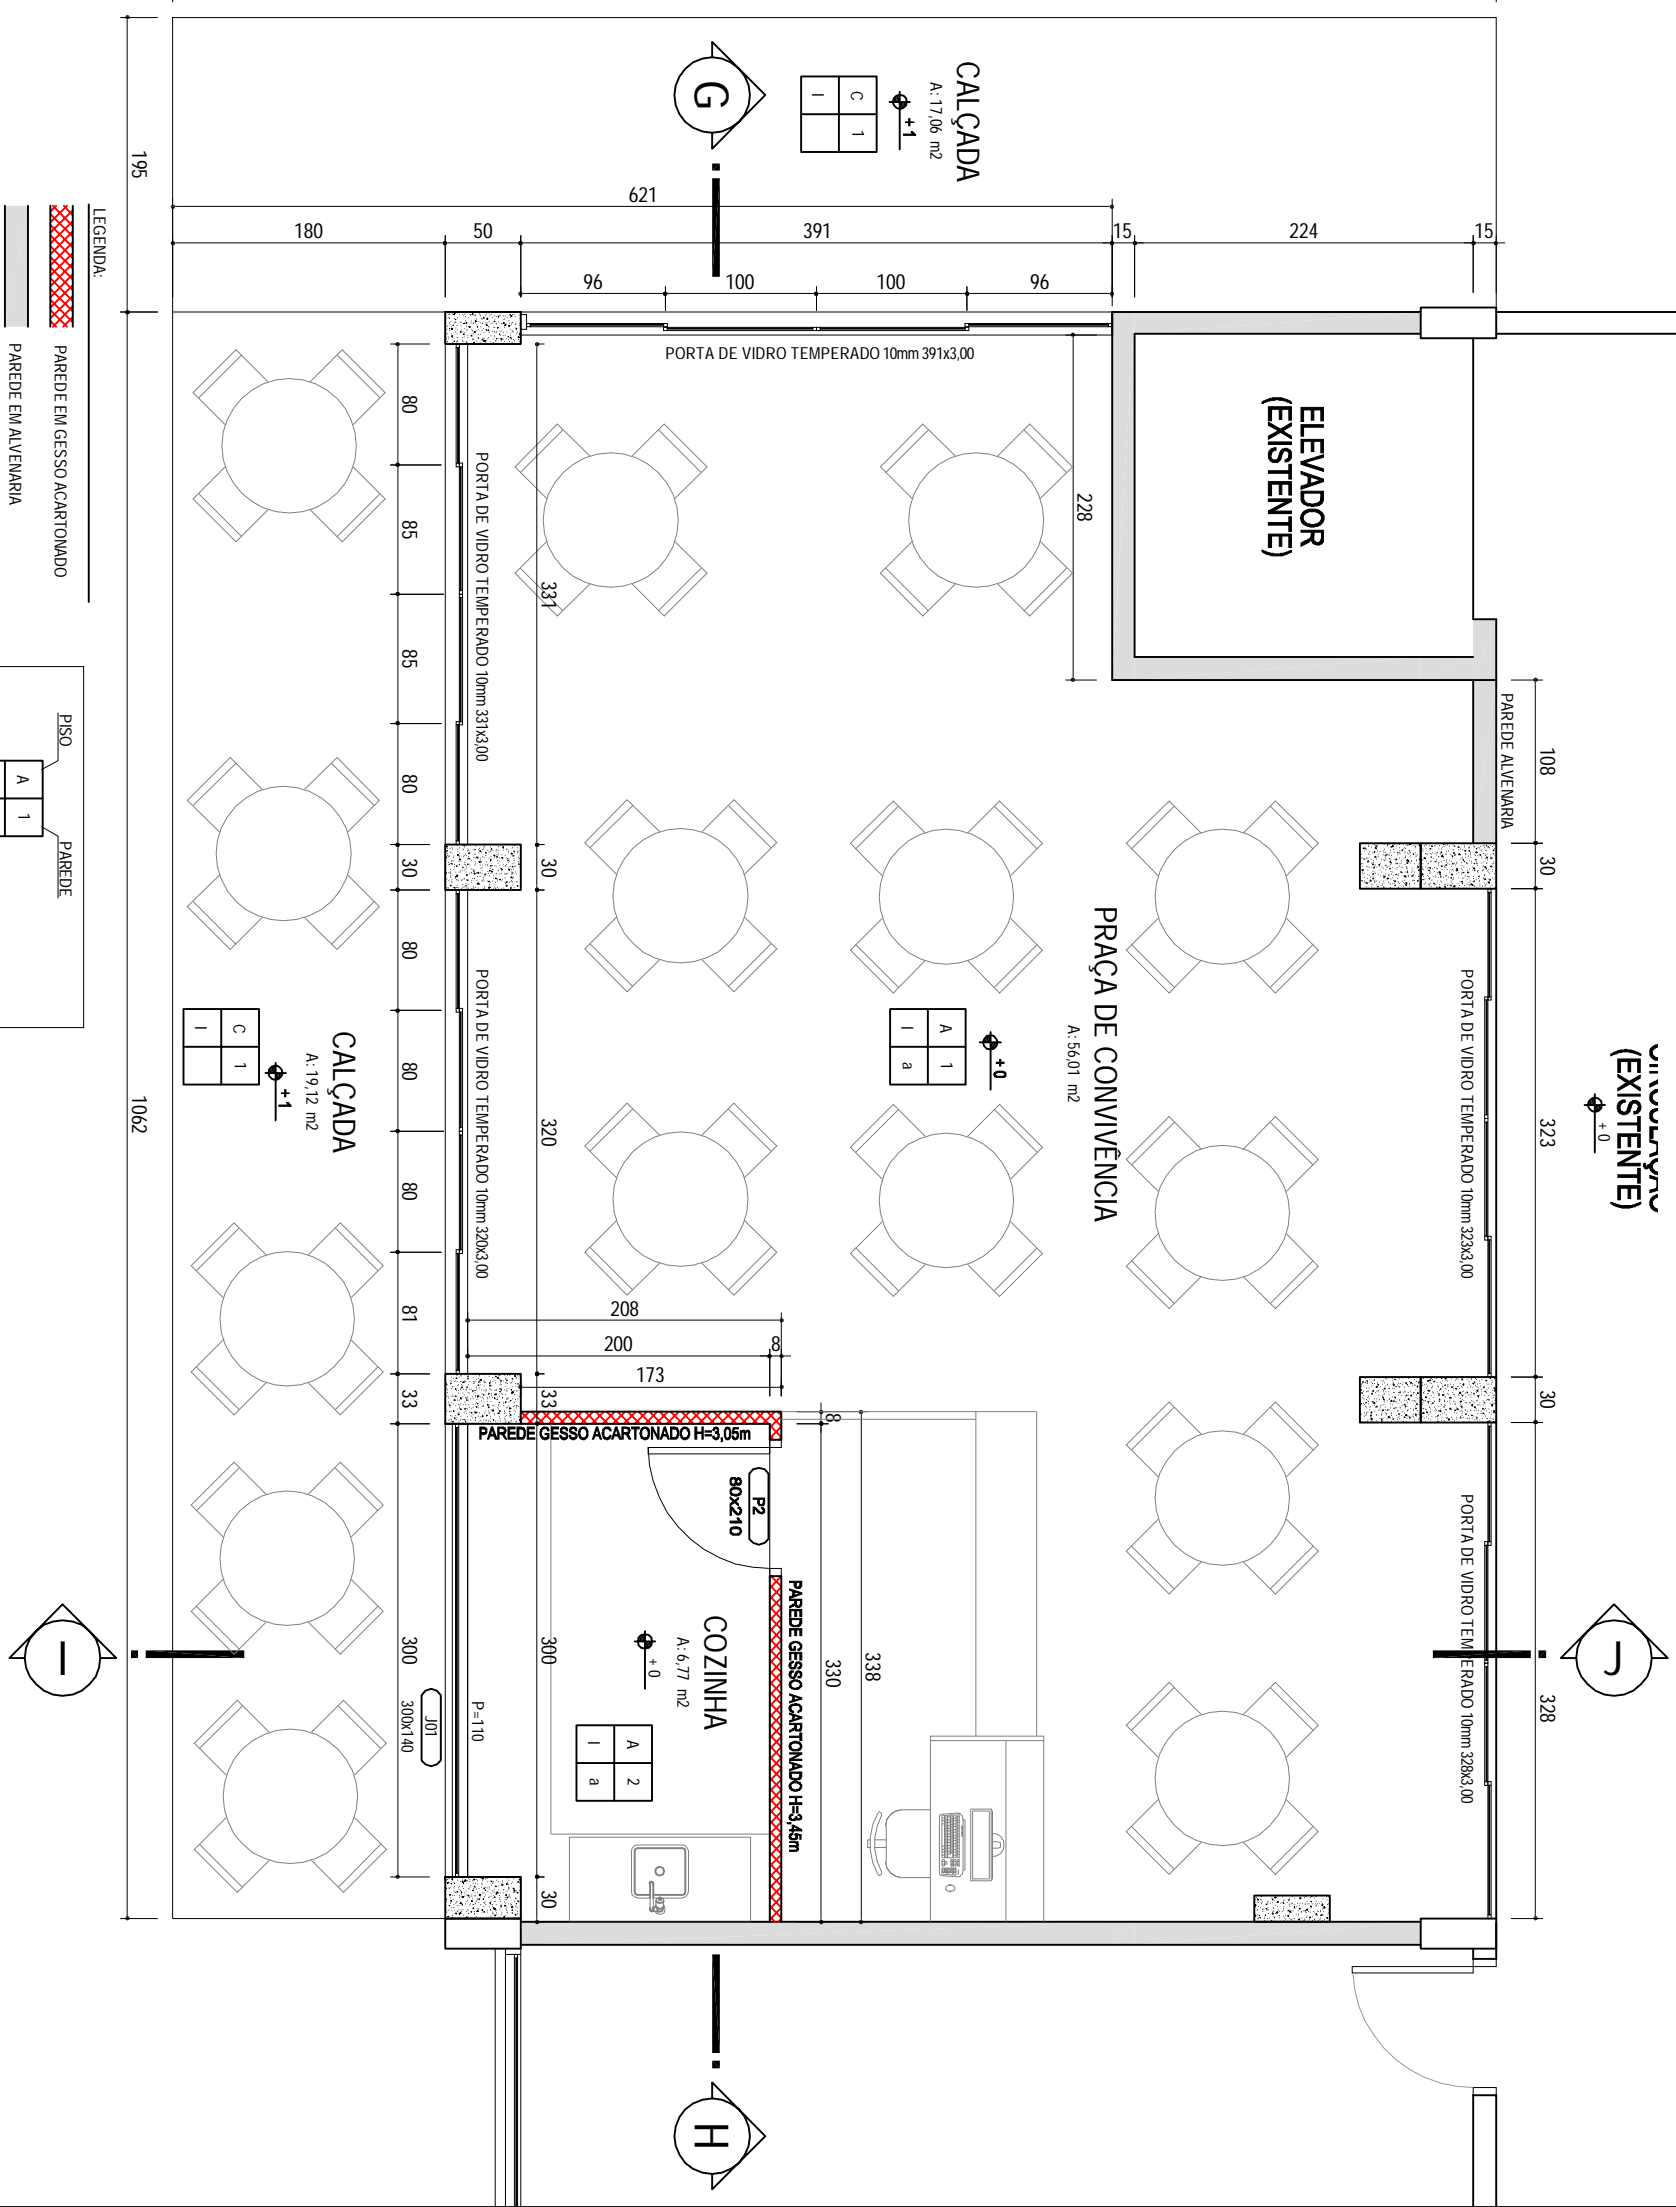 CALÇADA
A: 17,06 m2
+1
C
1
I
G
195
621
180
50
391
15
224
15
96
100
100
96
PORTA DE VIDRO TEMPERADO 10mm 391x3,00
ELEVADOR
(EXISTENTE)
228
PAREDE ALVENARIA
108
30
323
30
328
(EXISTENTE)
+0
PORTA DE VIDRO TEMPERADO 10mm 323x3,00
PORTA DE VIDRO TEMPERADO 10mm 328x3,00
J
PRAÇA DE CONVIVÊNCIA
A: 56,01 m2
+0
A
1
I
a
PORTA DE VIDRO TEMPERADO 10mm 331x3,00
PORTA DE VIDRO TEMPERADO 10mm 320x3,00
331
30
320
33
300
30
80
85
85
80
30
80
80
80
81
33
300
208
200
8
173
8
PAREDE GESSO ACARTONADO H=3,05m
P2
80x210
PAREDE GESSO ACARTONADO H=3,45m
330
338
COZINHA
A: 6,77 m2
+0
A
2
I
a
P=110
J01
300x140
CALÇADA
A: 19,12 m2
+1
C
1
I
1062
I
H
LEGENDA:
PAREDE EM GESSO ACARTONADO
PAREDE EM ALVENARIA
PISO
PAREDE
A
1